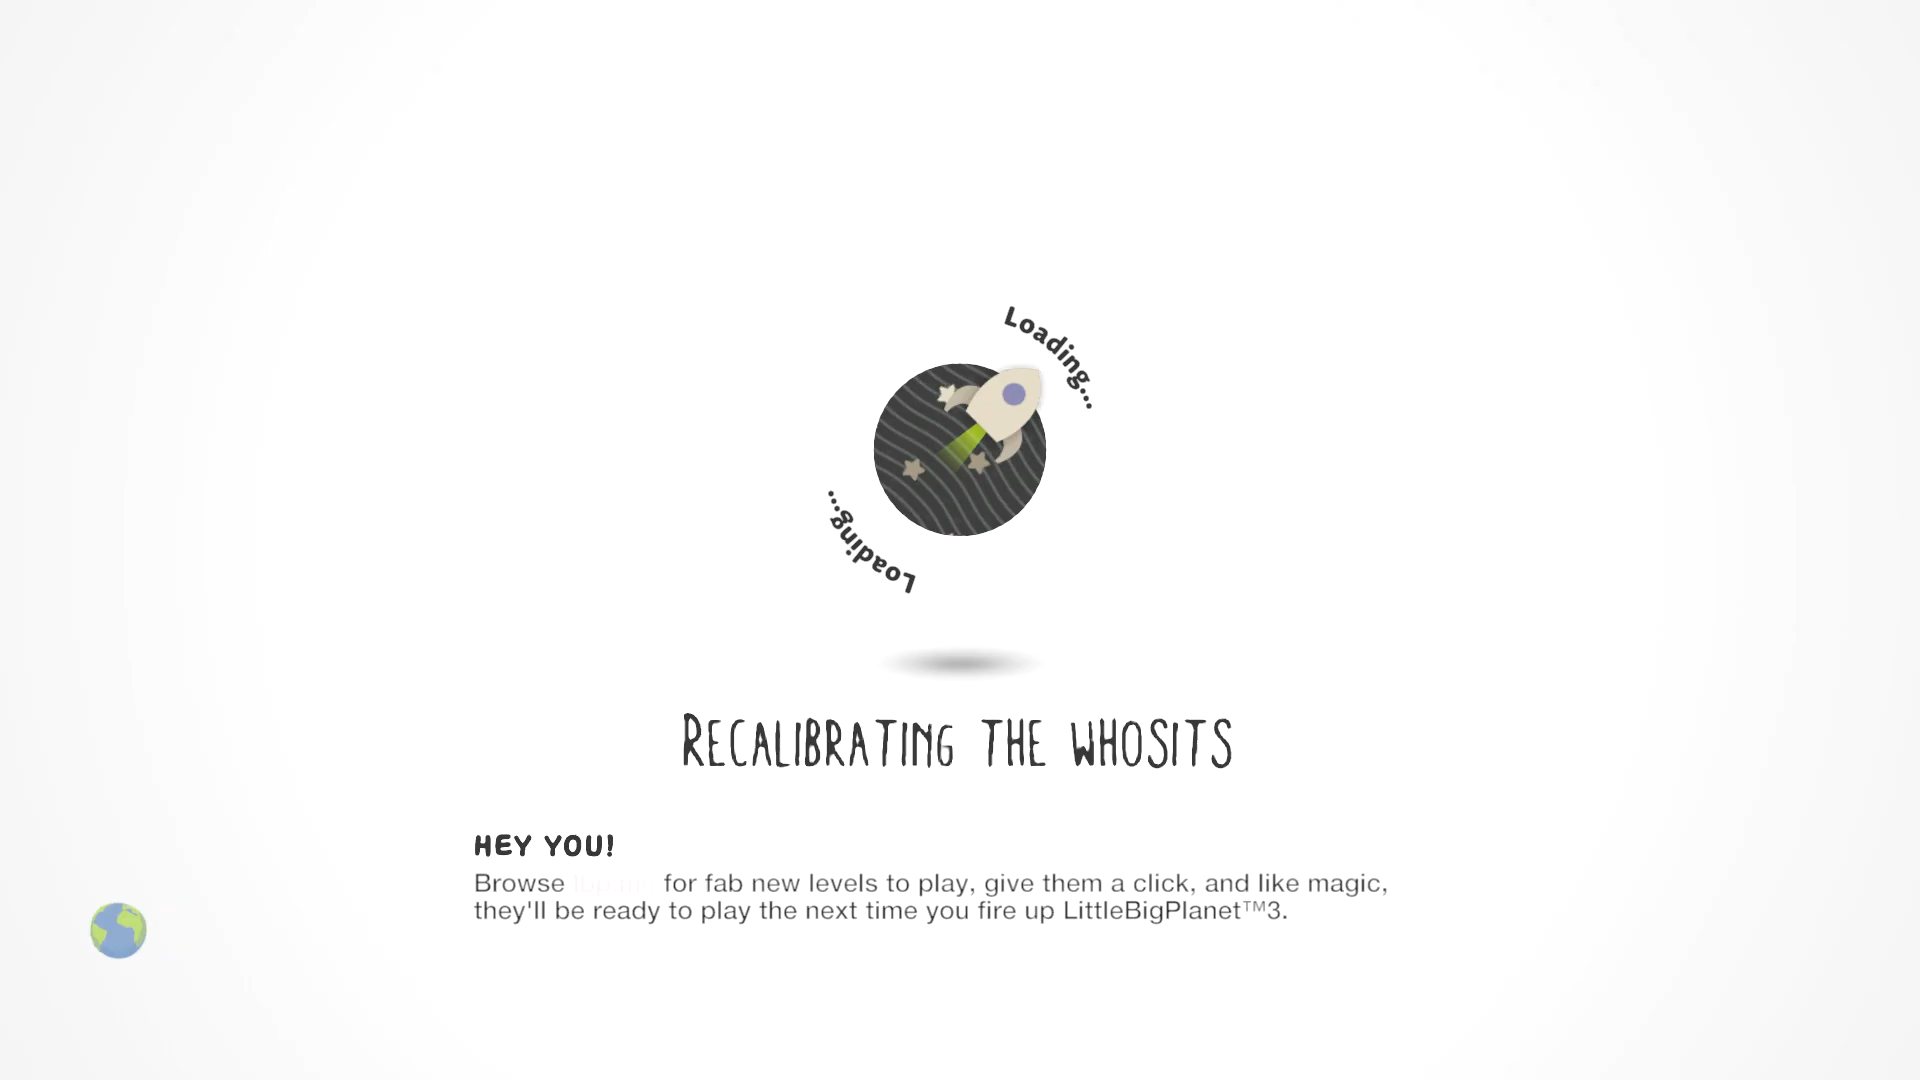 Loading...
Loading...
RECALIBRATING THE WHOSITS
HEY YOU!
Browse for fab new levels to play, give them a click, and like magic,
they'll be ready to play the next time you fire up LittleBigPlanet™3.